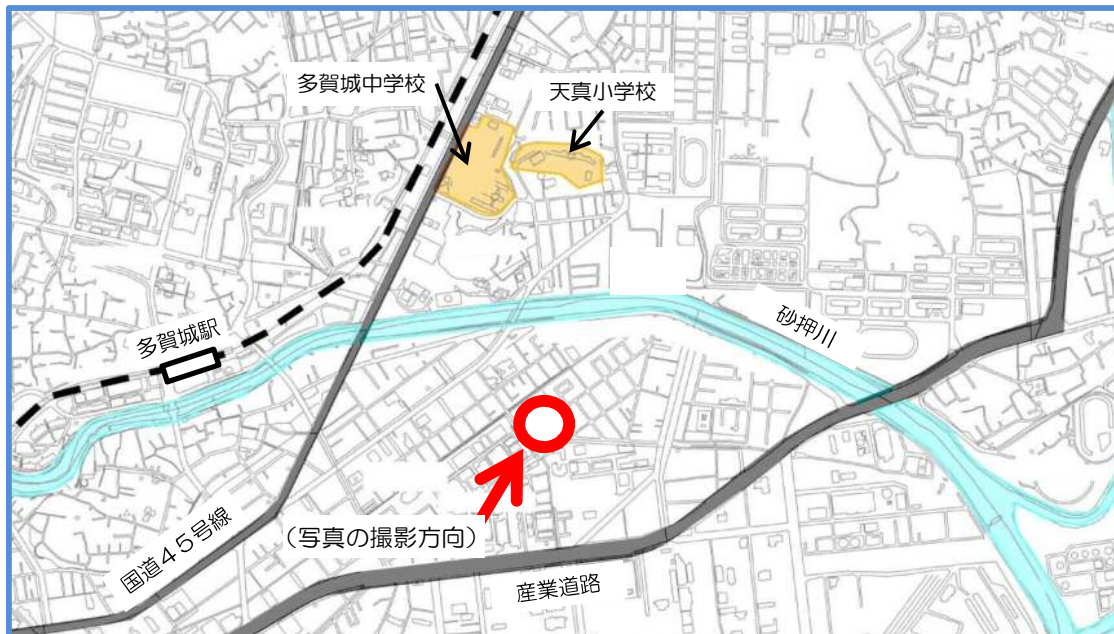 多賀城中学校
天真小学校
多賀城駅
砂押川
国道４５号線
（写真の撮影方向）
産業道路